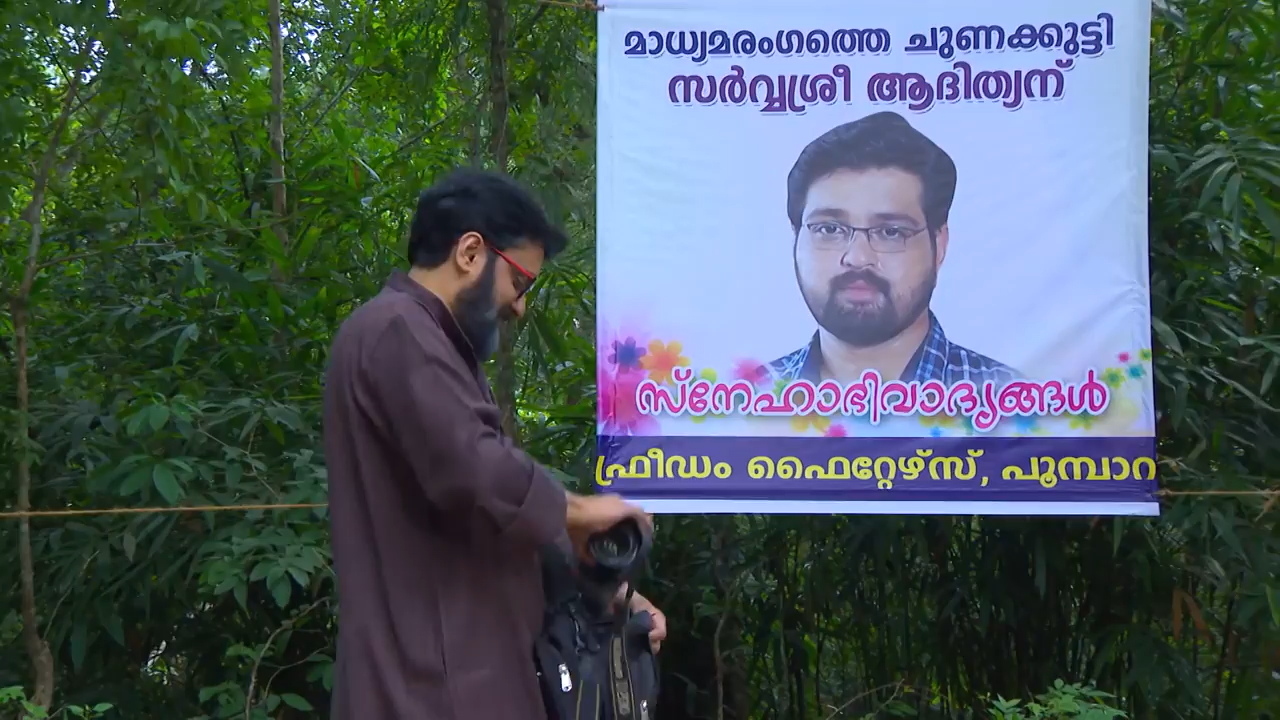 മാധ്യമരംഗത്തെ ചുണക്കുട്ടി
സർവ്വശ്രീ ആദിത്യന്
സ്നേഹാഭിവാദ്യങ്ങൾ
ഫ്രീഡം ഫൈറ്റേഴ്സ്, പൂമ്പാറ